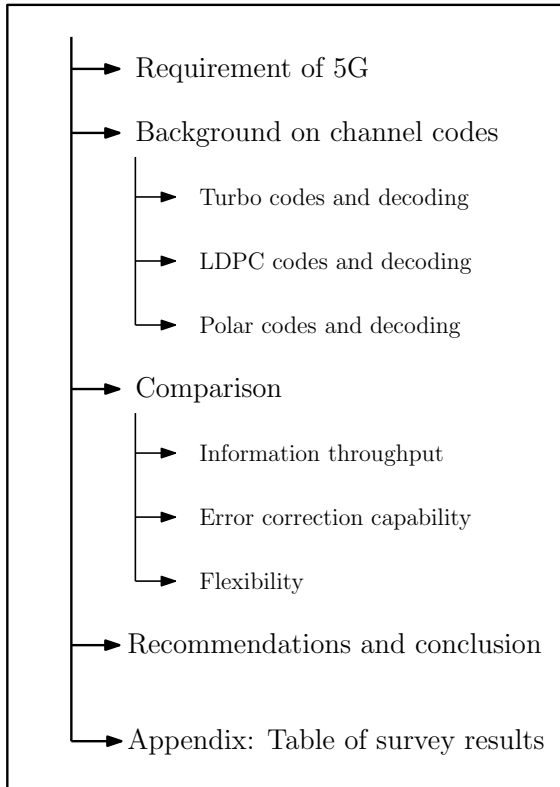 Requirement of 5G
Background on channel codes
Turbo codes and decoding
LDPC codes and decoding
Polar codes and decoding
Comparison
Information throughput
Error correction capability
Flexibility
Recommendations and conclusion
Appendix: Table of survey results